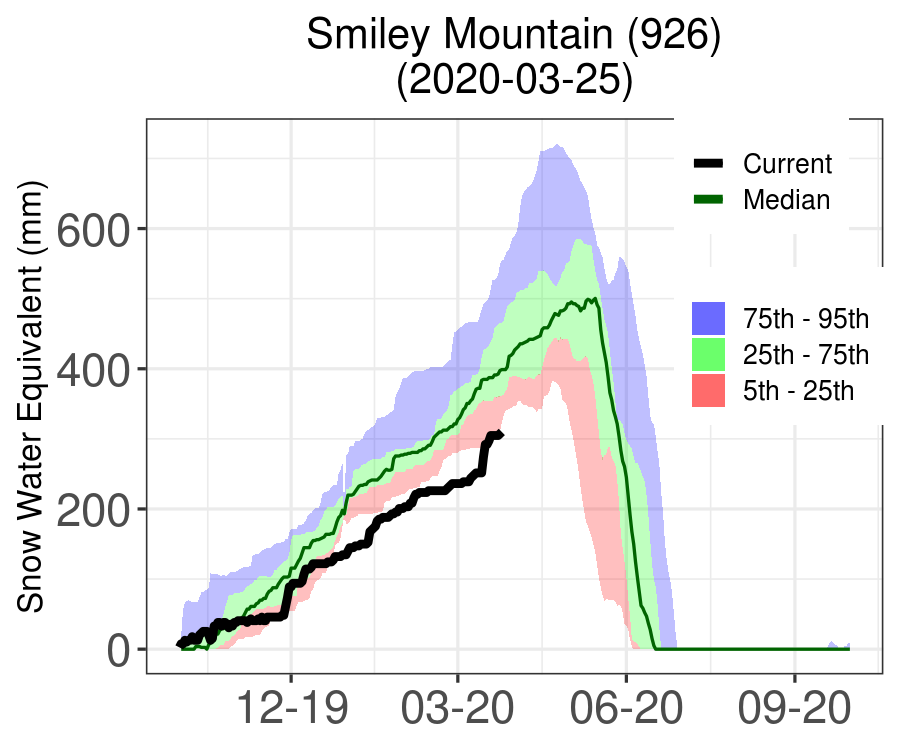 Smiley Mountain (926)
(2020-03-25)
Snow Water Equivalent (mm)
600
400
200
0
12-19
03-20
06-20
09-20
Current
Median
75th - 95th
25th - 75th
5th - 25th